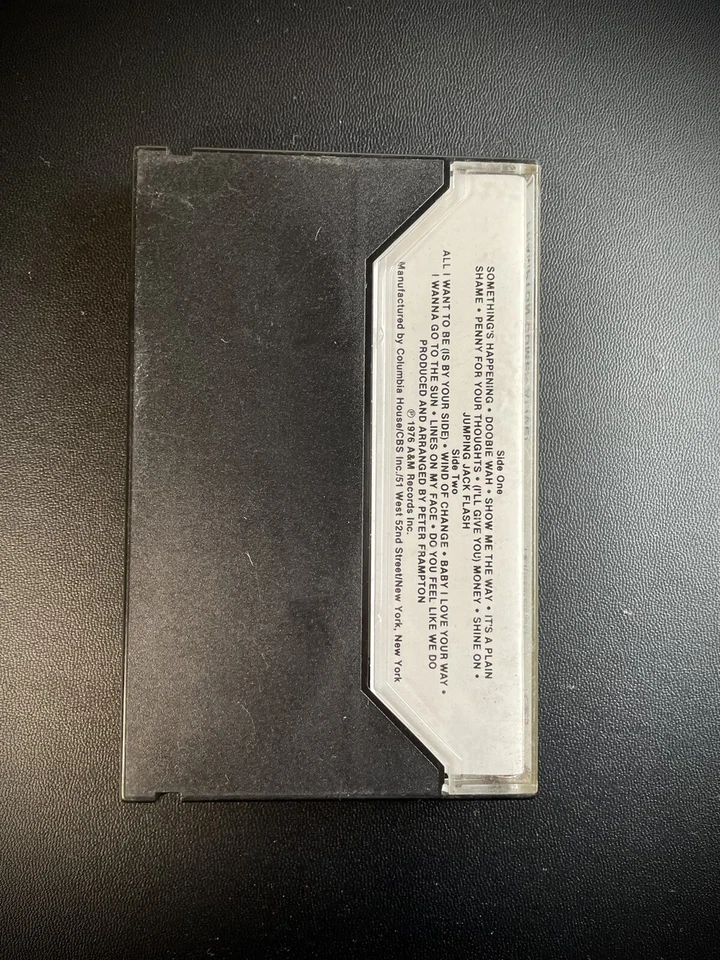 Side One
SOMETHING'S HAPPENING • DOOBIE WAH • SHOW ME THE WAY • IT'S A PLAIN
SHAME • PENNY FOR YOUR THOUGHTS • (I'LL GIVE YOU) MONEY • SHINE ON •
JUMPING JACK FLASH
Side Two
ALL I WANT TO BE (IS BY YOUR SIDE) • WIND OF CHANGE • BABY I LOVE YOUR WAY •
I WANNA GO TO THE SUN • LINES ON MY FACE • DO YOU FEEL LIKE WE DO
PRODUCED AND ARRANGED BY PETER FRAMPTON
℗ 1976 A&M Records Inc.
Manufactured by Columbia House/CBS Inc./51 West 52nd Street/New York, New York